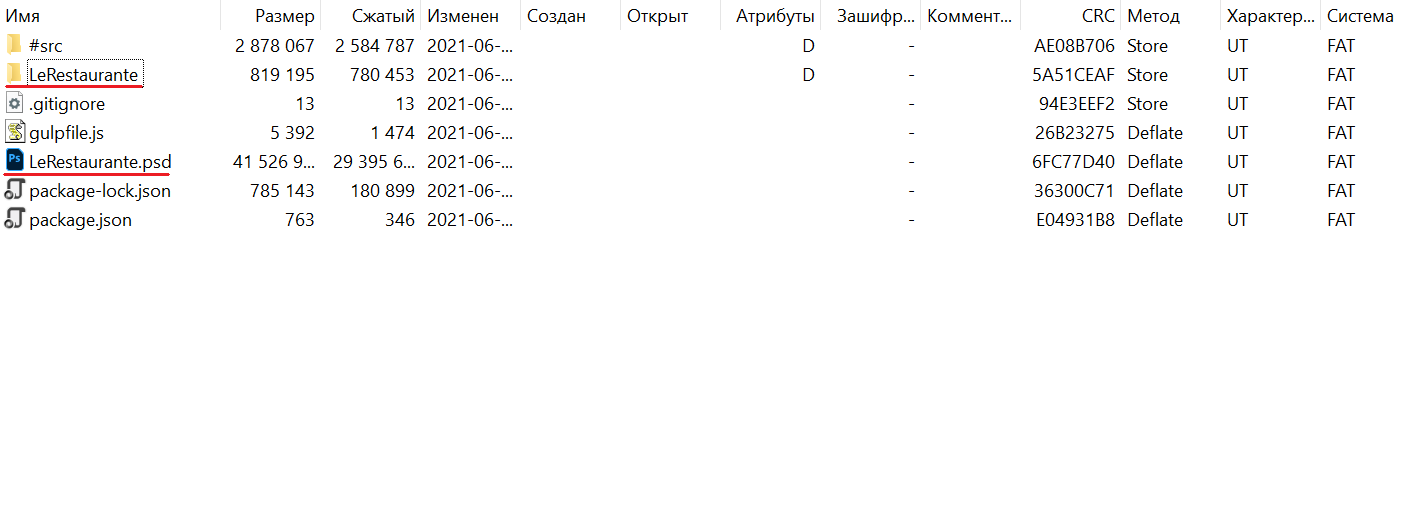 Имя Размер Сжатый Изменен Создан Открыт Атрибуты Зашифр... Коммент... CRC Метод Характер... Система
#src 2 878 067 2 584 787 2021-06-... D - AE08B706 Store UT FAT
LeRestaurante 819 195 780 453 2021-06-... D - 5A51CEAF Store UT FAT
.gitignore 13 13 2021-06-... - 94E3EEF2 Store UT FAT
gulpfile.js 5 392 1 474 2021-06-... - 26B23275 Deflate UT FAT
Ps LeRestaurante.psd 41 526 9... 29 395 6... 2021-06-... - 6FC77D40 Deflate UT FAT
package-lock.json 785 143 180 899 2021-06-... - 36300C71 Deflate UT FAT
package.json 763 346 2021-06-... - E04931B8 Deflate UT FAT